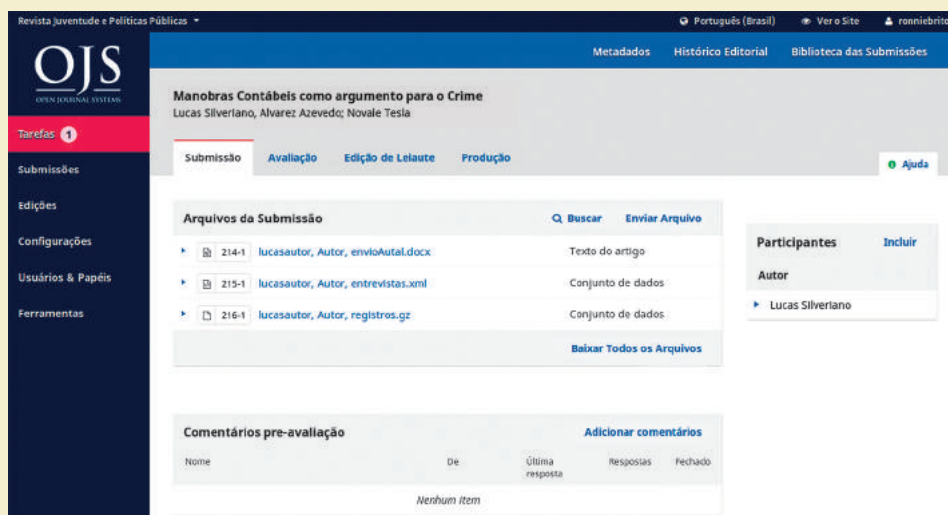 Revista Juventude e Políticas Públicas
Português (Brasil)
Ver o Site
ronniebrito
OJS
OPEN JOURNAL SYSTEMS
Metadados
Histórico Editorial
Biblioteca das Submissões
Manobras Contábeis como argumento para o Crime
Lucas Silveriano, Alvarez Azevedo; Novale Tesla
Tarefas 1
Submissões
Edições
Configurações
Usuários & Papéis
Ferramentas
Submissão
Avaliação
Edição de Leiaute
Produção
Ajuda
Arquivos da Submissão
Buscar
Enviar Arquivo
214-1 lucasautor, Autor, envioAutal.docx Texto do artigo
215-1 lucasautor, Autor, entrevistas.xml Conjunto de dados
216-1 lucasautor, Autor, registros.gz Conjunto de dados
Baixar Todos os Arquivos
Participantes
Incluir
Autor
Lucas Silveriano
Comentários pre-avaliação
Adicionar comentários
Nome
De
Última
resposta
Respostas
Fechado
Nenhum item